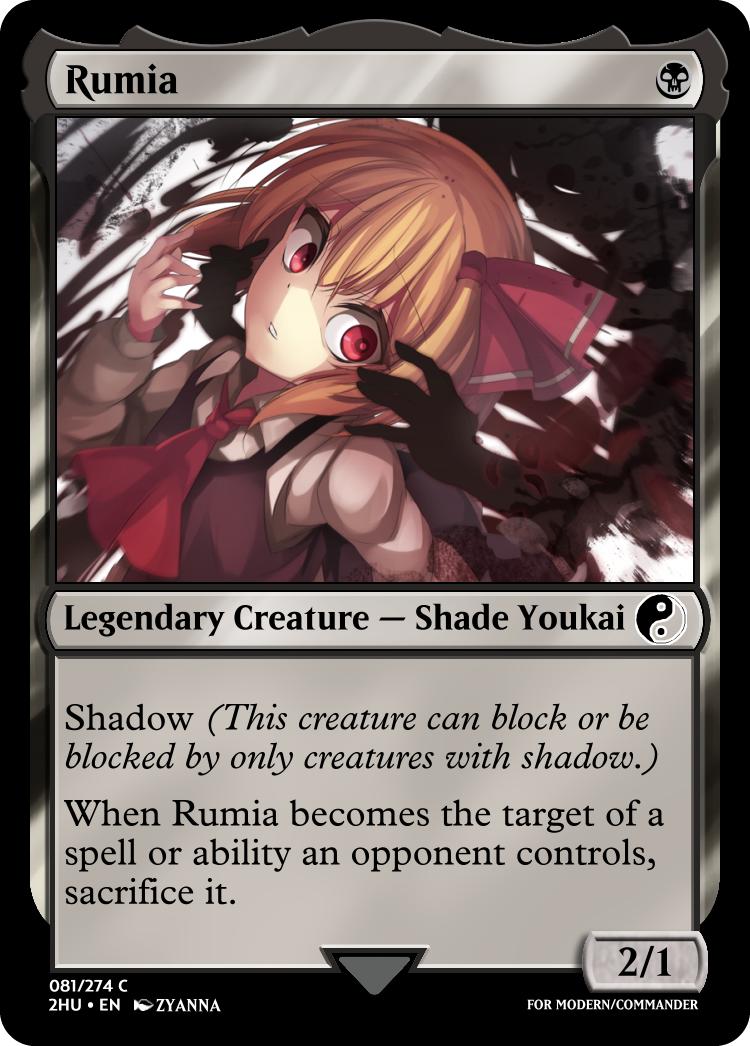 Rumia
Legendary Creature — Shade Youkai
Shadow (This creature can block or be
blocked by only creatures with shadow.)
When Rumia becomes the target of a
spell or ability an opponent controls,
sacrifice it.
2/1
081/274 C
2HU • EN ZYANNA
FOR MODERN/COMMANDER